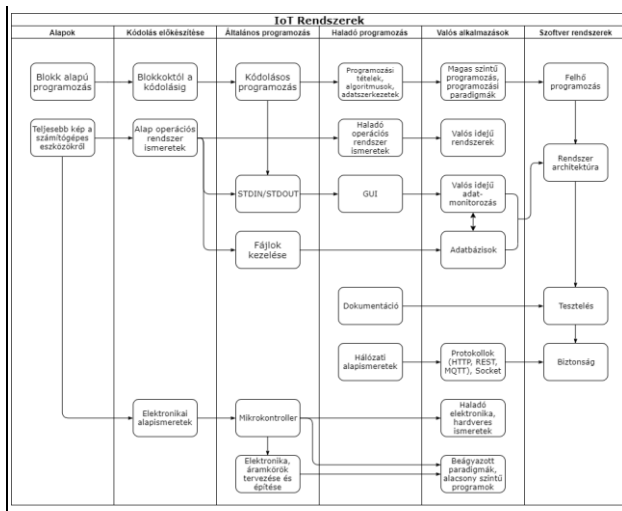 IoT Rendszerek
Alapok
Kódolás előkészítése
Általános programozás
Haladó programozás
Valós alkalmazások
Szoftver rendszerek
Blokk alapú
programozás
Blokkoktól a
kódolásig
Kódolásos
programozás
Programozási
tételek,
algoritmusok,
adatszerkezetek
Magas szintű
programozás,
programozási
paradigmák
Felhő
programozás
Teljesebb kép a
számítógépes
eszközökről
Alap operációs
rendszer
ismeretek
Haladó
operációs
rendszer
ismeretek
Valós idejű
rendszerek
Rendszer
architektúra
STDIN/STDOUT
GUI
Valós idejű
adat-
monitorozás
Fájlok
kezelése
Adatbázisok
Dokumentáció
Tesztelés
Hálózati
alapismeretek
Protokollok
(HTTP, REST,
MQTT), Socket
Biztonság
Elektronikai
alapismeretek
Mikrokontroller
Haladó
elektronika,
hardveres
ismeretek
Elektronika,
áramkörök
tervezése és
építése
Beágyazott
paradigmák,
alacsony szintű
programok